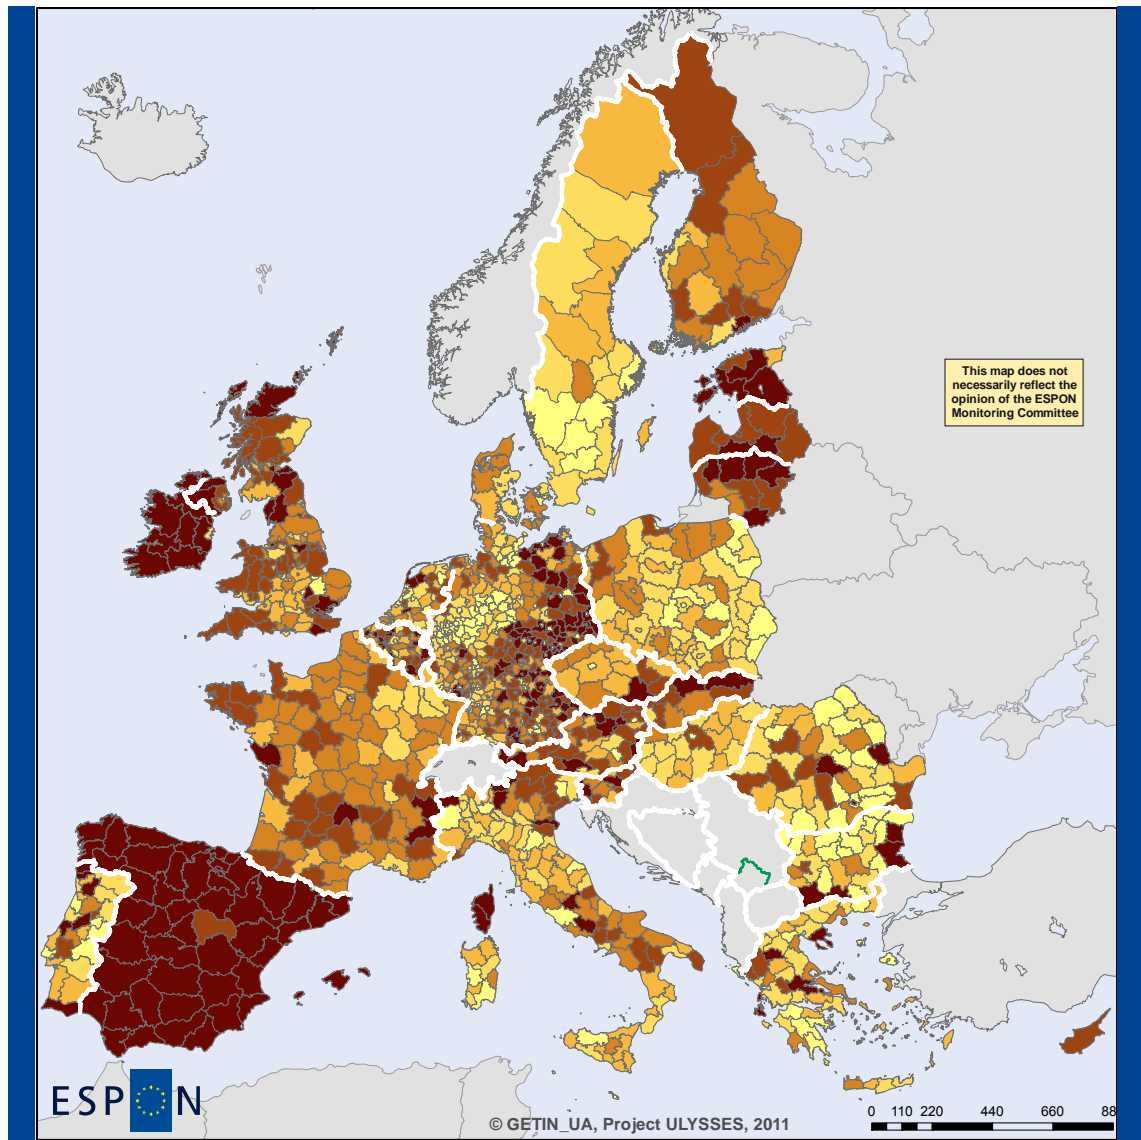 This map does not
necessarily reflect the
opinion of the ESPON
Monitoring Committee
ESPON
© GETIN_UA, Project ULYSSES, 2011
0 110 220 440 660 88